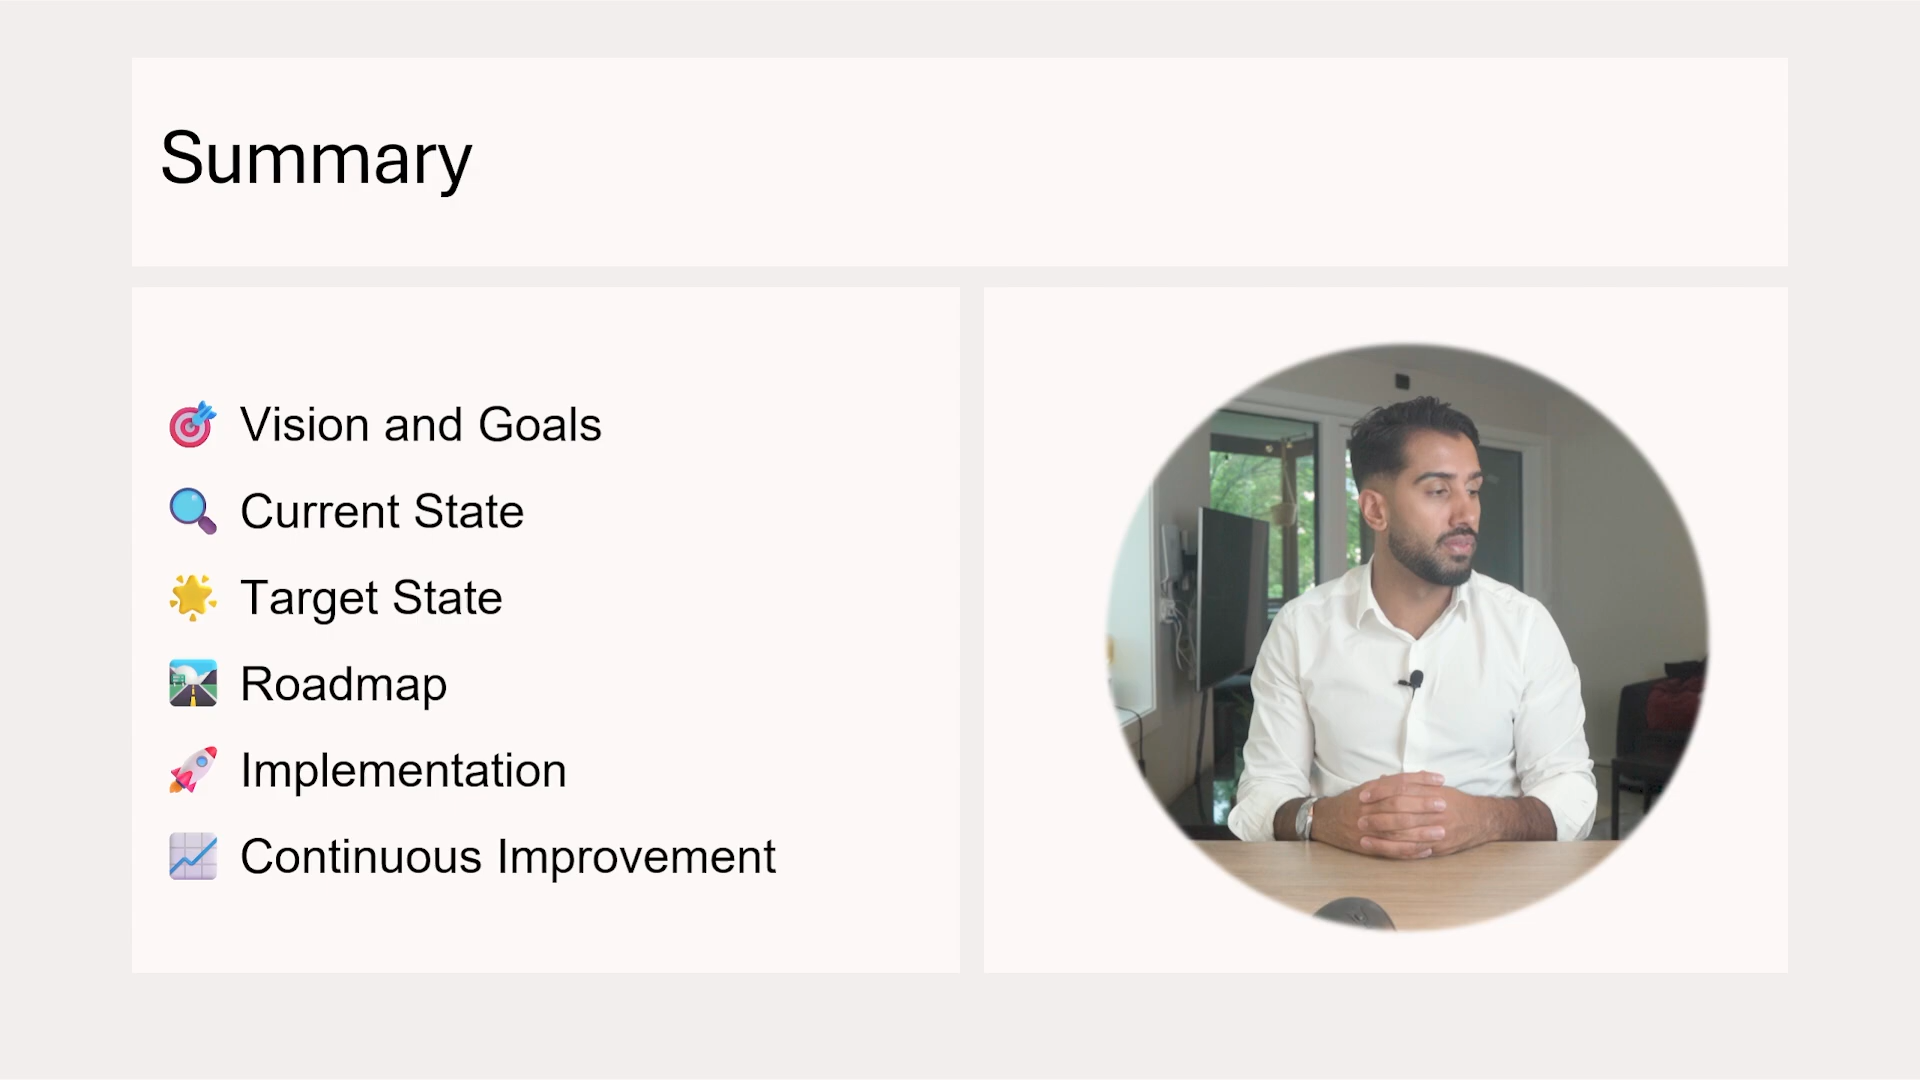 Summary
Vision and Goals
Current State
Target State
Roadmap
Implementation
Continuous Improvement